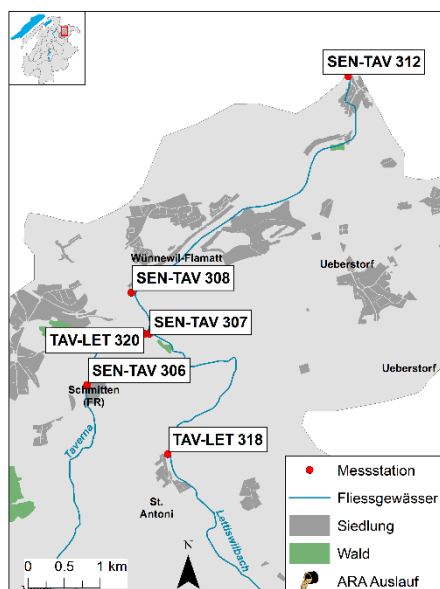 SEN-TAV 312
Wünnewil-Flamatt
SEN-TAV 308
Ueberstorf
SEN-TAV 307
TAV-LET 320
SEN-TAV 306
Ueberstorf
Schmitten
(FR)
Taverna
TAV-LET 318
St.
Antoni
Lettiswilbach
N
0 0.5 1 km
Messstation
Fliessgewässer
Siedlung
Wald
ARA Auslauf